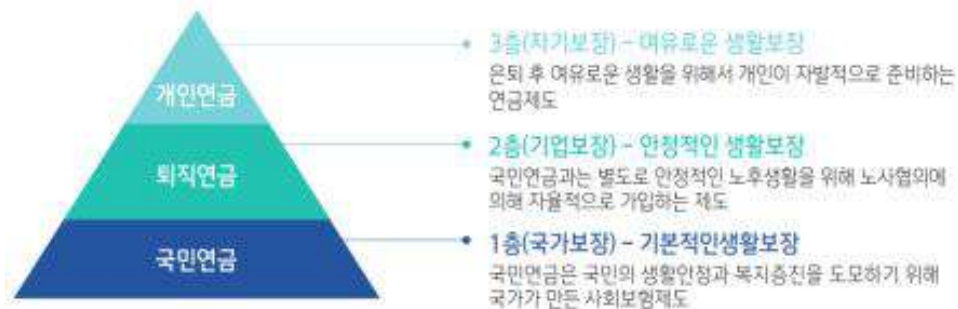 3층(자기보장) - 여유로운 생활보장
은퇴 후 여유로운 생활을 위해서 개인이 자발적으로 준비하는
연금제도
개인연금
2층(기업보장) - 안정적인 생활보장
국민연금과는 별도로 안정적인 노후생활을 위해 노사협의에
의해 자율적으로 가입하는 제도
퇴직연금
1층(국가보장) - 기본적인생활보장
국민연금은 국민의 생활안정과 복지증진을 도모하기 위해
국가가 만든 사회보험제도
국민연금